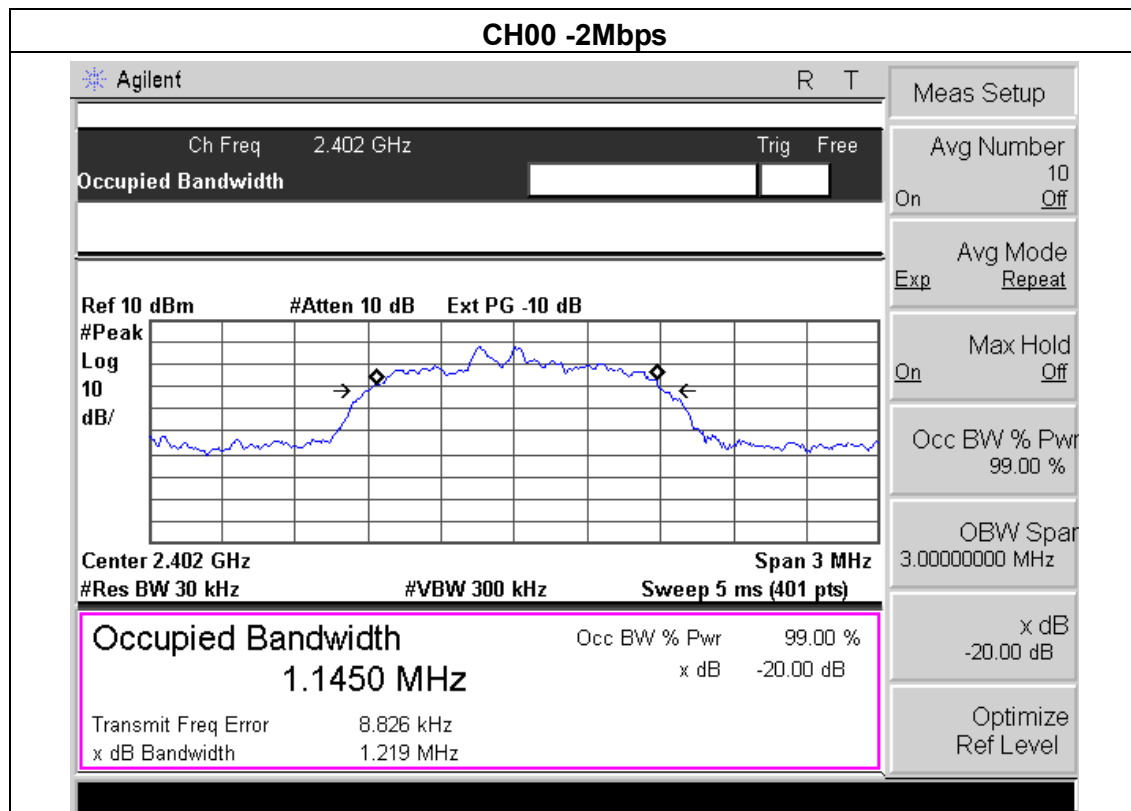 CH00 -2Mbps
Agilent R T
Ch Freq 2.402 GHz Trig Free
Occupied Bandwidth
Ref 10 dBm #Atten 10 dB Ext PG -10 dB
#Peak
Log
10
dB/
Center 2.402 GHz Span 3 MHz
#Res BW 30 kHz #VBW 300 kHz Sweep 5 ms (401 pts)
Occupied Bandwidth Occ BW % Pwr 99.00 %
1.1450 MHz x dB -20.00 dB
Transmit Freq Error 8.826 kHz
x dB Bandwidth 1.219 MHz
Meas Setup
Avg Number
10
On Off
Avg Mode
Exp Repeat
Max Hold
On Off
Occ BW % Pwr
99.00 %
OBW Span
3.00000000 MHz
x dB
-20.00 dB
Optimize
Ref Level